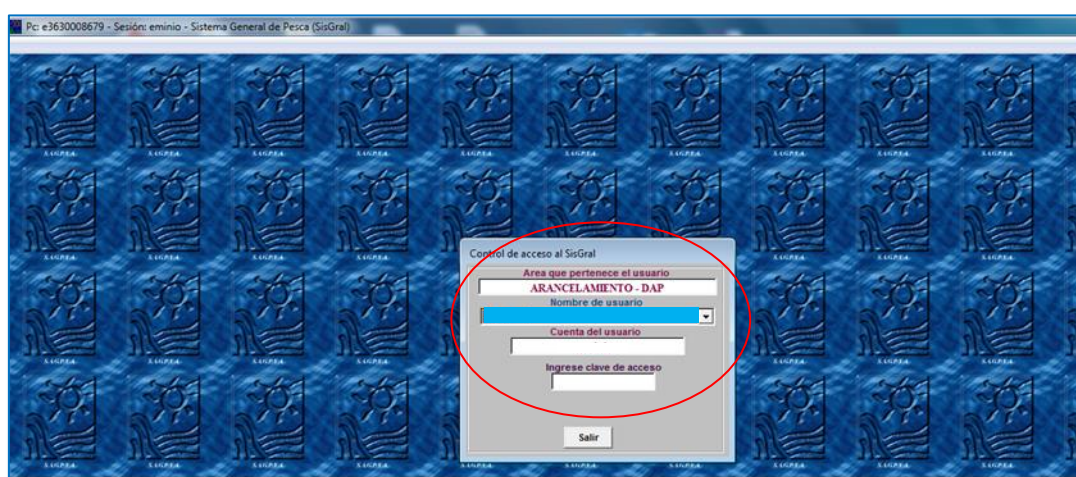 Pc: e3630008679 - Sesión: eminio - Sistema General de Pesca (SisGral)
Control de acceso al SisGral
Area que pertenece el usuario
ARANCELAMIENTO - DAP
Nombre de usuario
Cuenta del usuario
Ingrese clave de acceso
Salir